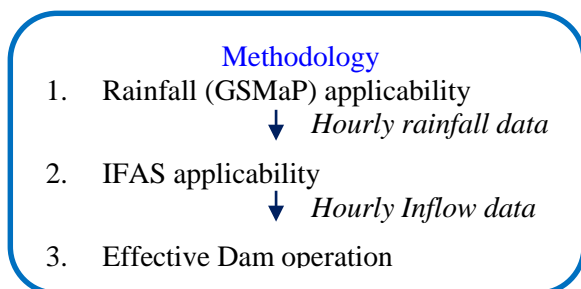 Methodology
1. Rainfall (GSMaP) applicability
Hourly rainfall data
2. IFAS applicability
Hourly Inflow data
3. Effective Dam operation